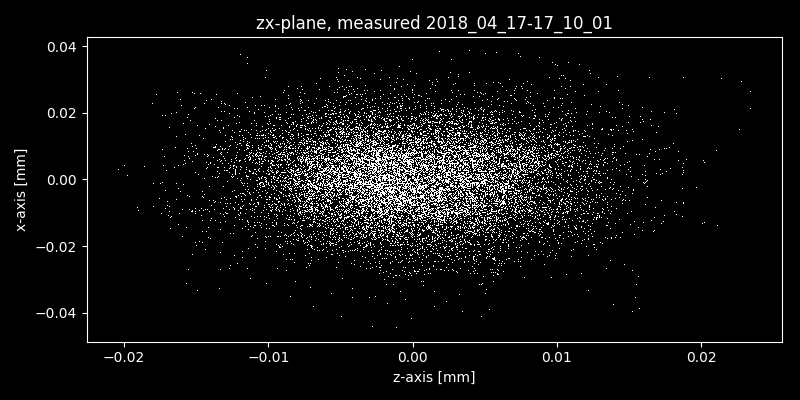 zx-plane, measured 2018_04_17-17_10_01
0.04
0.02
0.00
−0.02
−0.04
x-axis [mm]
−0.02 −0.01 0.00 0.01 0.02
z-axis [mm]